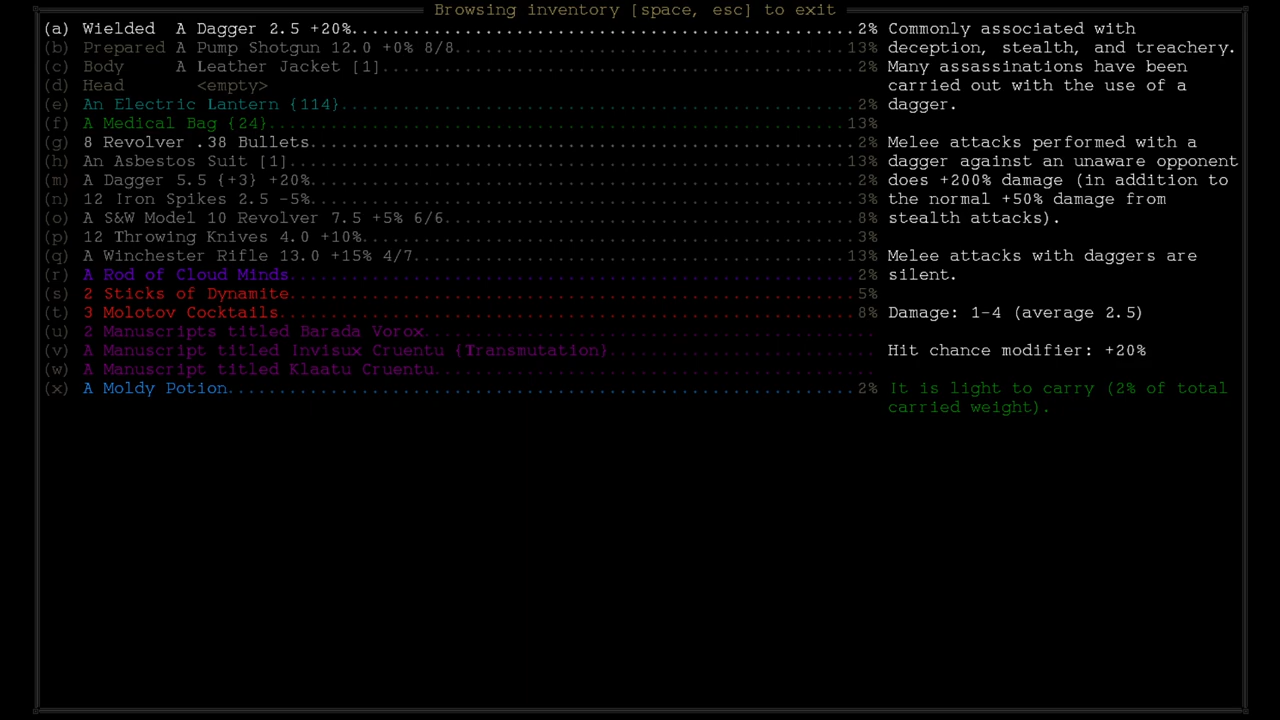 Browsing inventory [space, esc] to exit
(a) Wielded A Dagger 2.5 +20%..................................................2%
(b) Prepared A Pump Shotgun 12.0 +0% 8/8.......................................13%
(c) Body A Leather Jacket [1]..................................................2%
(d) Head <empty>
(e) An Electric Lantern {114}..................................................2%
(f) A Medical Bag {24}.........................................................13%
(g) 8 Revolver .38 Bullets.....................................................2%
(h) An Asbestos Suit [1].......................................................13%
(m) A Dagger 5.5 {+3} +20%.....................................................2%
(n) 12 Iron Spikes 2.5 -5%.....................................................3%
(o) A S&W Model 10 Revolver 7.5 +5% 6/6........................................8%
(p) 12 Throwing Knives 4.0 +10%................................................3%
(q) A Winchester Rifle 13.0 +15% 4/7...........................................13%
(r) A Rod of Cloud Minds.......................................................2%
(s) 2 Sticks of Dynamite.......................................................5%
(t) 3 Molotov Cocktails........................................................8%
(u) 2 Manuscripts titled Barada Vorox...........................................
(v) A Manuscript titled Invisux Cruentu {Transmutation}..........................
(w) A Manuscript titled Klaatu Cruentu..........................................
(x) A Moldy Potion.............................................................2%
Commonly associated with
deception, stealth, and treachery.
Many assassinations have been
carried out with the use of a
dagger.
Melee attacks performed with a
dagger against an unaware opponent
does +200% damage (in addition to
the normal +50% damage from
stealth attacks).
Melee attacks with daggers are
silent.
Damage: 1-4 (average 2.5)
Hit chance modifier: +20%
It is light to carry (2% of total
carried weight).